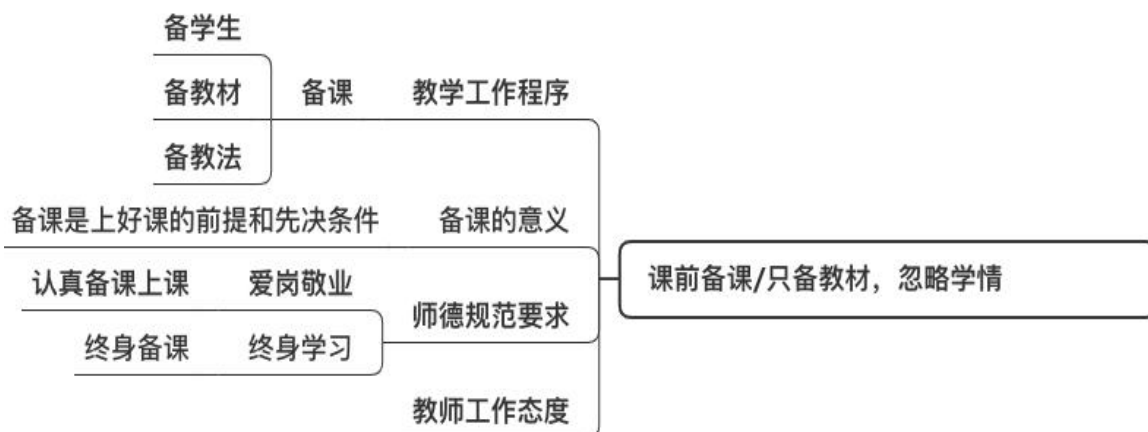 备学生
备教材
备课
教学工作程序
备教法
备课是上好课的前提和先决条件
备课的意义
课前备课/只备教材，忽略学情
认真备课上课
爱岗敬业
师德规范要求
终身备课
终身学习
教师工作态度